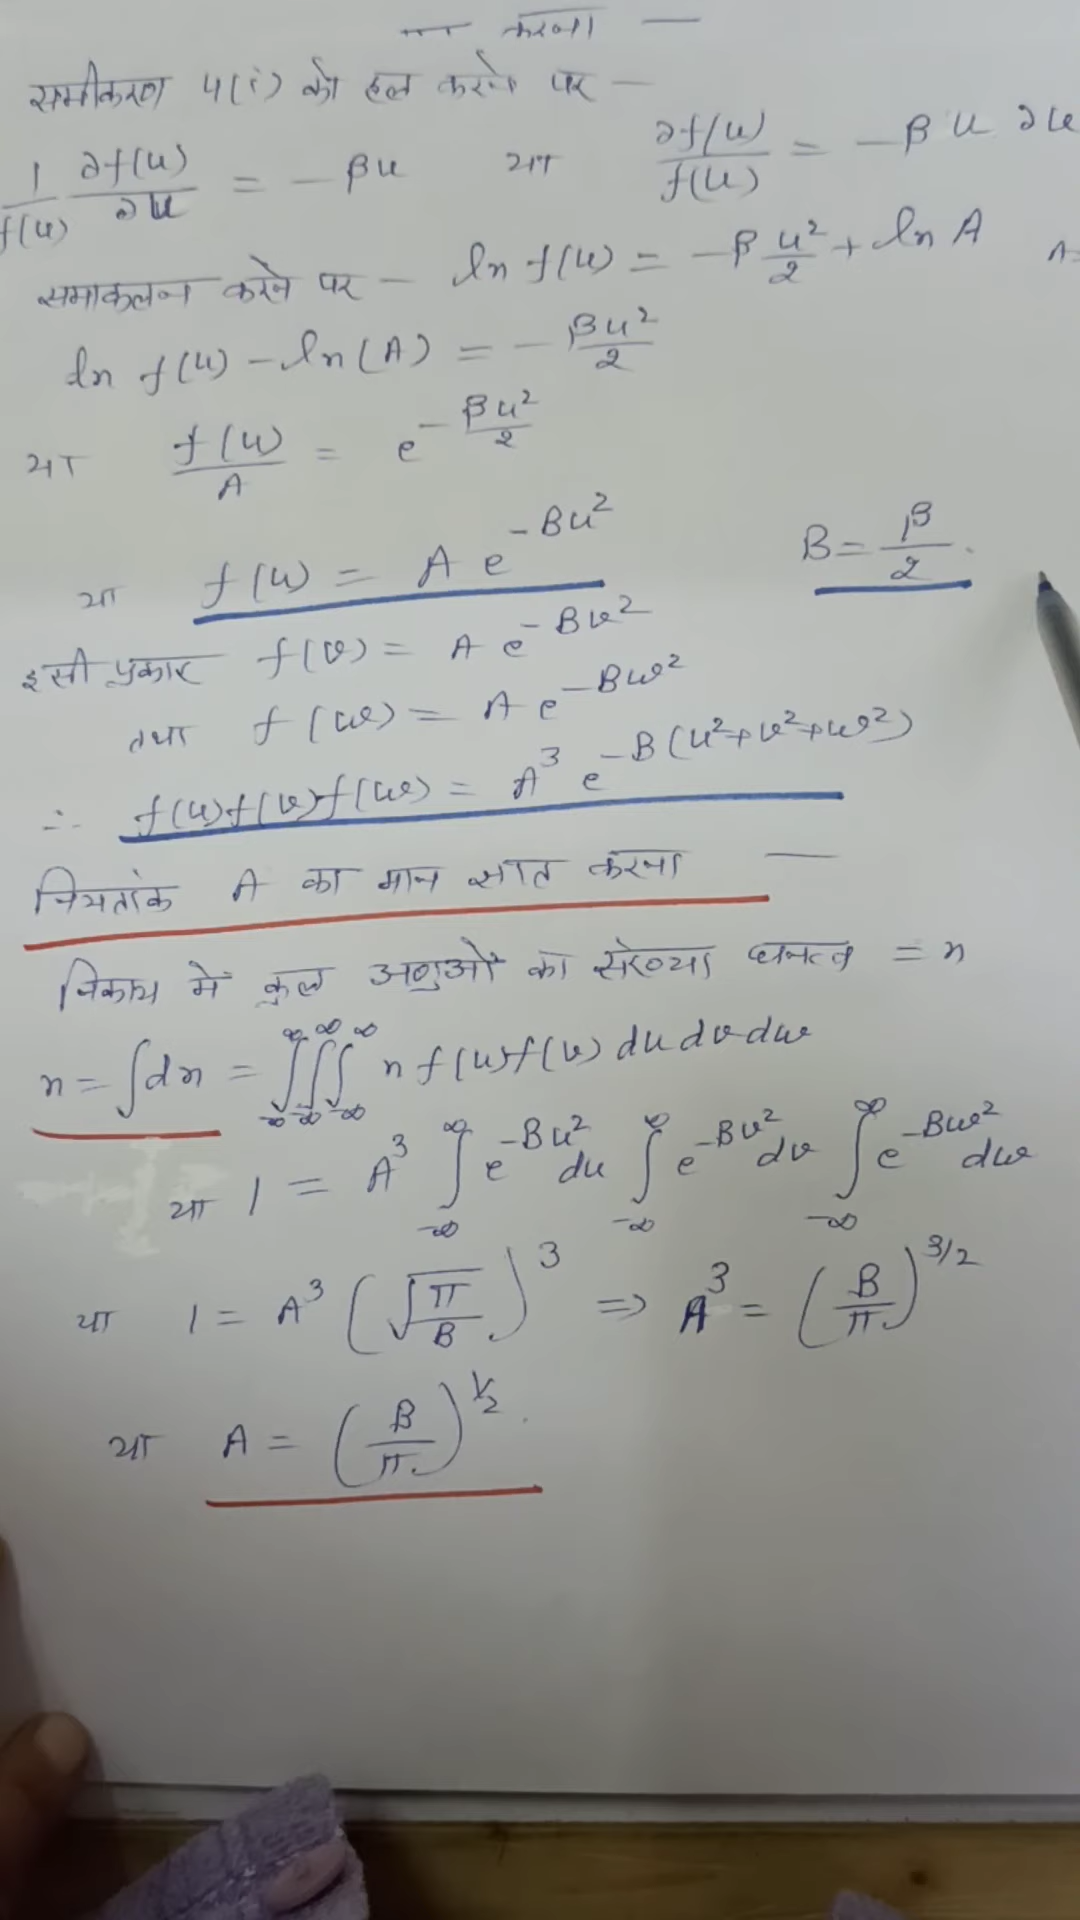 करना —
समीकरण 4(i) को हल करने पर —
1/f(u) ∂f(u)/∂u = - βu या ∂f(u)/f(u) = - β u ∂u
समाकलन करने पर - ln f(u) = - β u²/2 + ln A
ln f(u) - ln(A) = - βu²/2
या f(u)/A = e^(-βu²/2)
या f(u) = A e^(-Bu²) B = β/2.
इसी प्रकार f(v) = A e^(-Bv²)
तथा f(w) = A e^(-Bw²)
∴ f(u)f(v)f(w) = A³ e^(-B(u²+v²+w²))
नियतांक A का मान ज्ञात करना —
निकाय में कुल अणुओं का संख्या घनत्व = n
n = ∫dn = ∫_(-∞)^∞ ∫_(-∞)^∞ ∫_(-∞)^∞ n f(u)f(v) du dv dw
या 1 = A³ ∫_(-∞)^∞ e^(-Bu²) du ∫_(-∞)^∞ e^(-Bv²) dv ∫_(-∞)^∞ e^(-Bw²) dw
या 1 = A³ (√(π/B))³ ⇒ A³ = (B/π)^(3/2)
या A = (B/π)^(1/2).